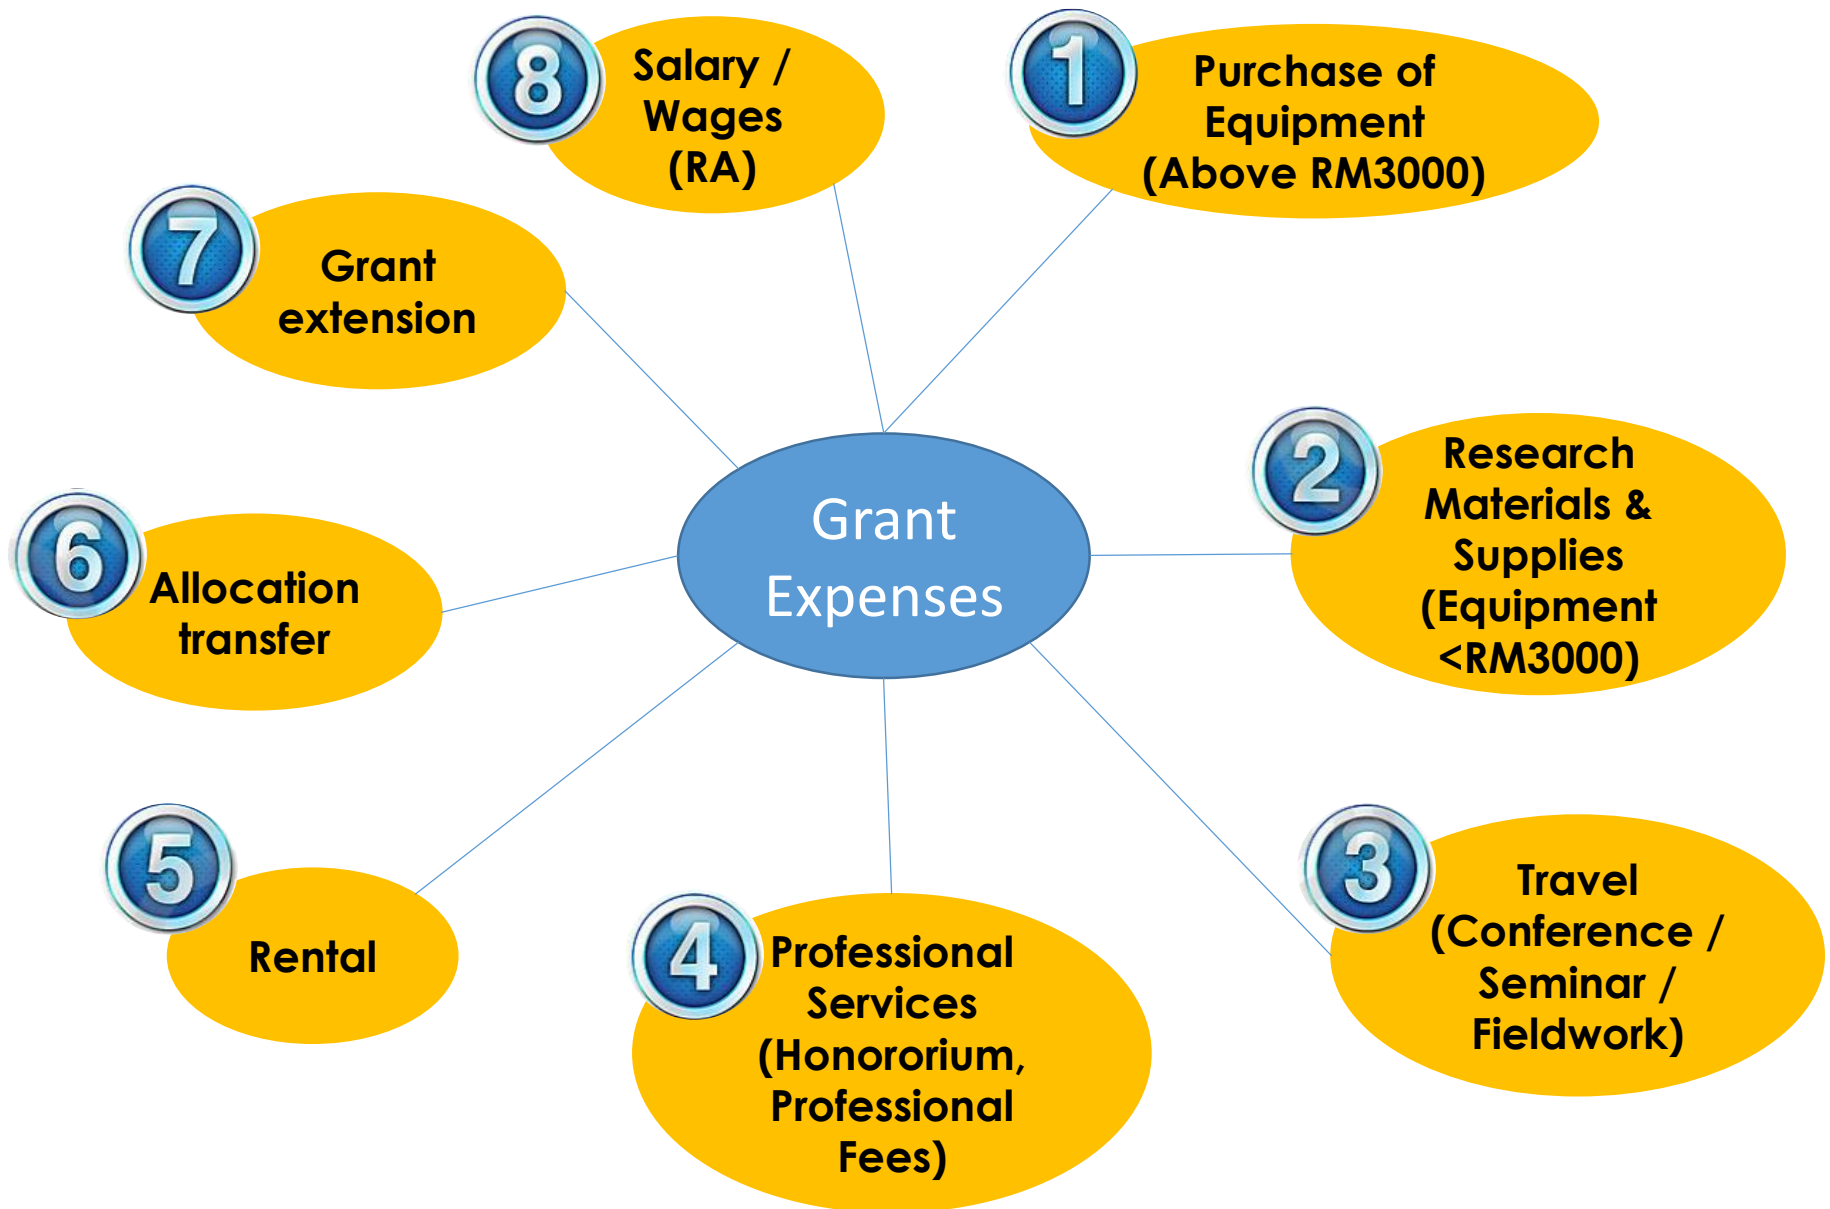 Grant
Expenses
1
Purchase of
Equipment
(Above RM3000)
2
Research
Materials &
Supplies
(Equipment
<RM3000)
3
Travel
(Conference /
Seminar /
Fieldwork)
4
Professional
Services
(Honororium,
Professional
Fees)
5
Rental
6
Allocation
transfer
7
Grant
extension
8
Salary /
Wages
(RA)